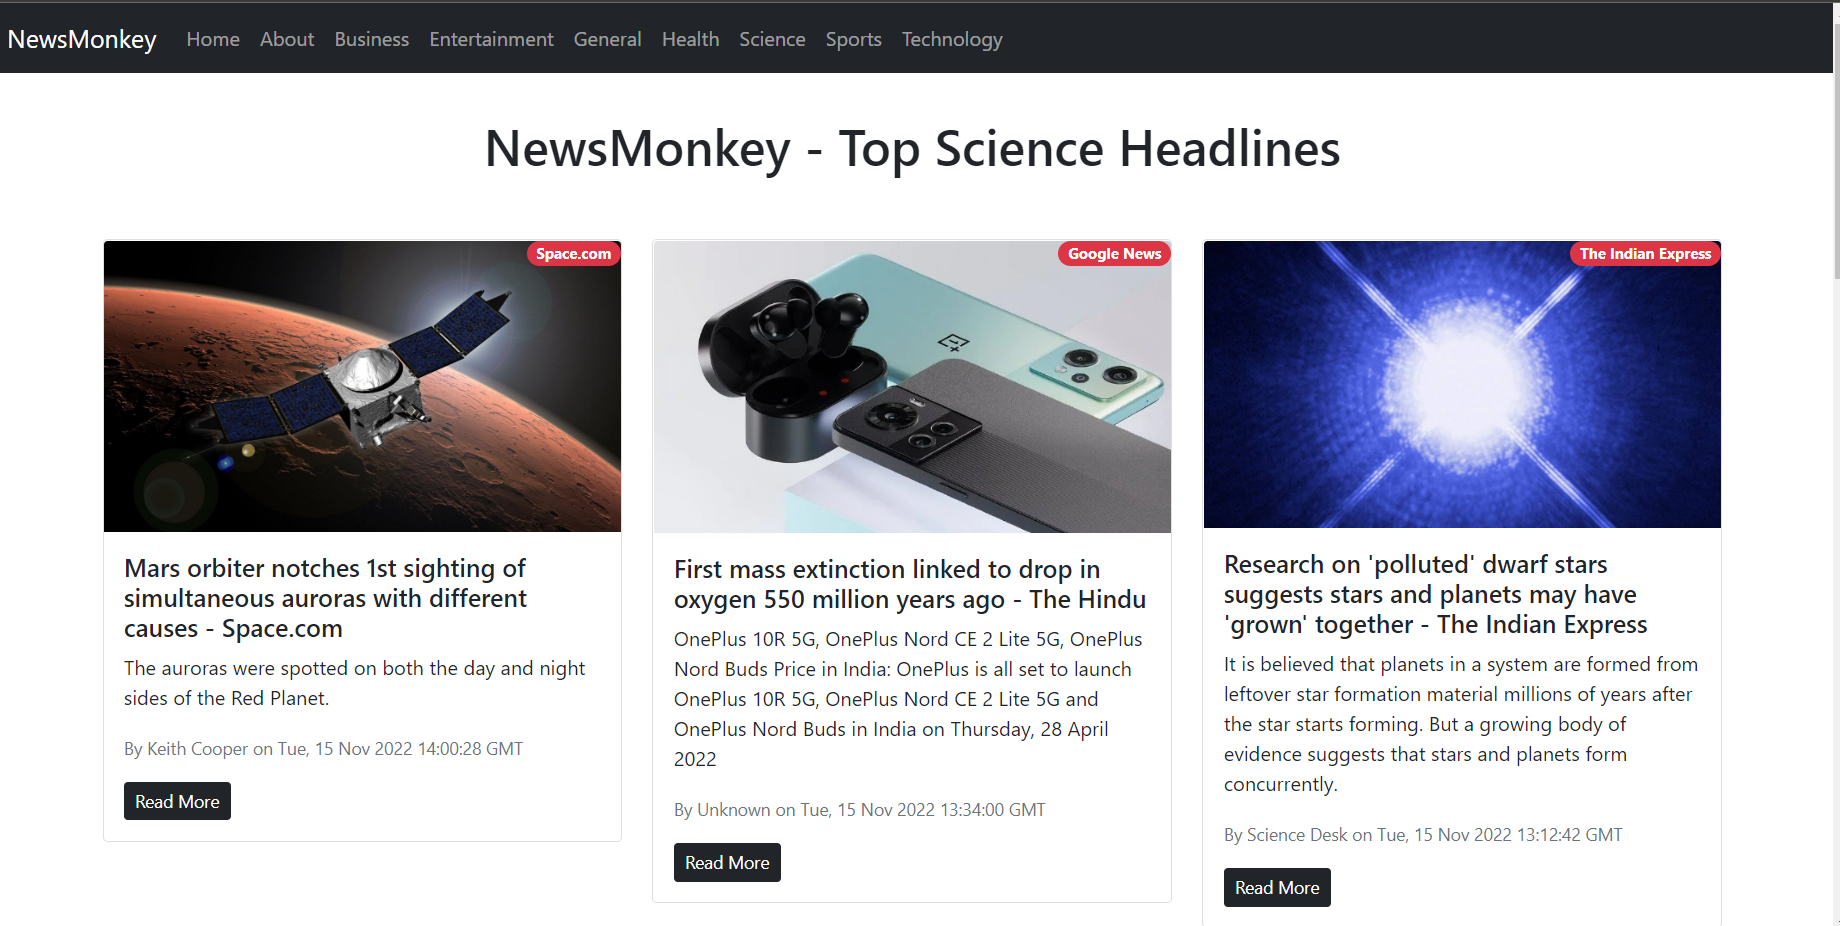 NewsMonkey Home About Business Entertainment General Health Science Sports Technology
NewsMonkey - Top Science Headlines
Space.com
Mars orbiter notches 1st sighting of
simultaneous auroras with different
causes - Space.com
The auroras were spotted on both the day and night
sides of the Red Planet.
By Keith Cooper on Tue, 15 Nov 2022 14:00:28 GMT
Read More
Google News
First mass extinction linked to drop in
oxygen 550 million years ago - The Hindu
OnePlus 10R 5G, OnePlus Nord CE 2 Lite 5G, OnePlus
Nord Buds Price in India: OnePlus is all set to launch
OnePlus 10R 5G, OnePlus Nord CE 2 Lite 5G and
OnePlus Nord Buds in India on Thursday, 28 April
2022
By Unknown on Tue, 15 Nov 2022 13:34:00 GMT
Read More
The Indian Express
Research on 'polluted' dwarf stars
suggests stars and planets may have
'grown' together - The Indian Express
It is believed that planets in a system are formed from
leftover star formation material millions of years after
the star starts forming. But a growing body of
evidence suggests that stars and planets form
concurrently.
By Science Desk on Tue, 15 Nov 2022 13:12:42 GMT
Read More